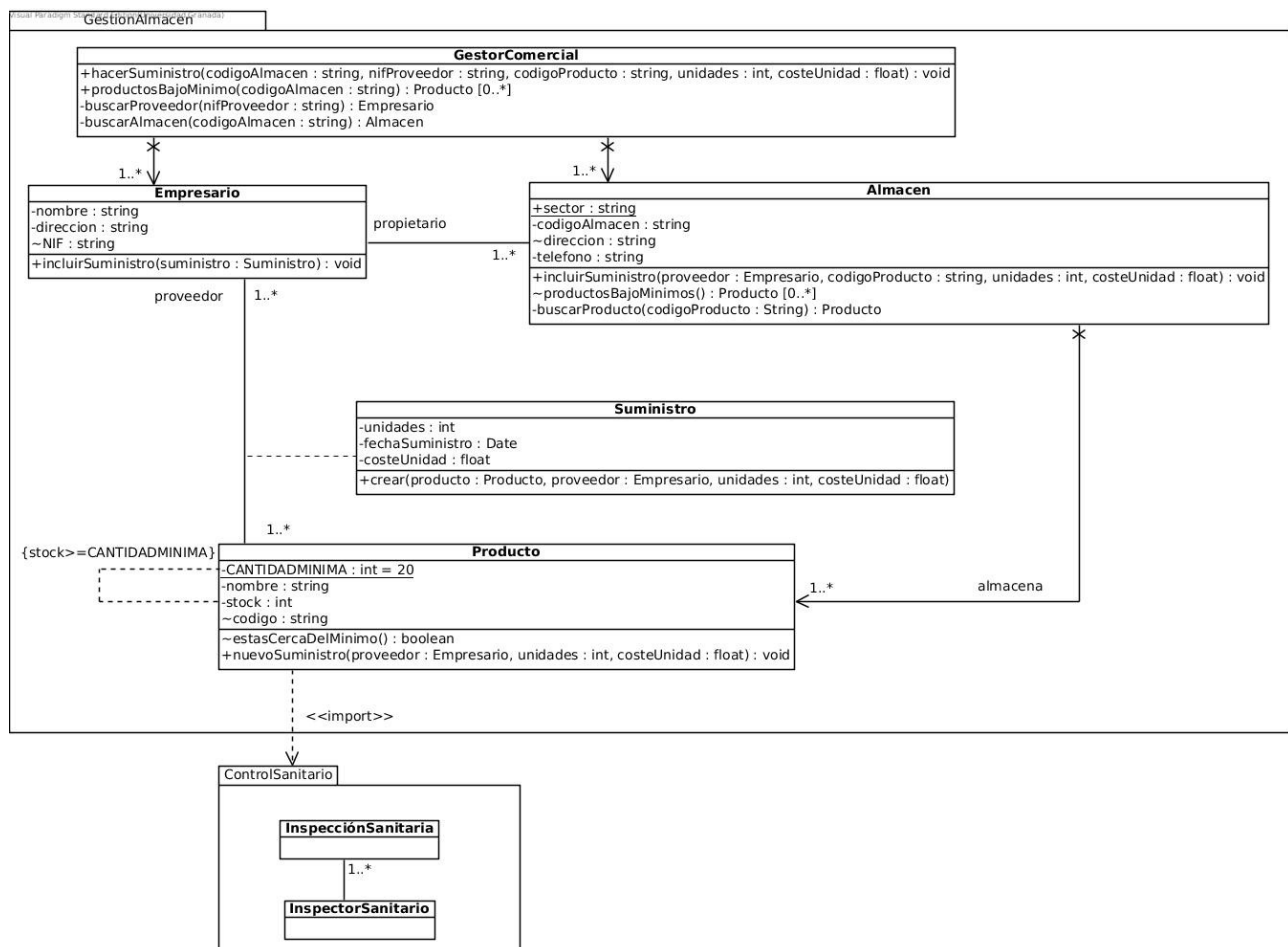 Visual Paradigm Standard Edition(Universidad Granada)
GestionAlmacen
GestorComercial
+hacerSuministro(codigoAlmacen : string, nifProveedor : string, codigoProducto : string, unidades : int, costeUnidad : float) : void
+productosBajoMinimo(codigoAlmacen : string) : Producto [0..*]
-buscarProveedor(nifProveedor : string) : Empresario
-buscarAlmacen(codigoAlmacen : string) : Almacen
1..*
1..*
Empresario
-nombre : string
-direccion : string
~NIF : string
+incluirSuministro(suministro : Suministro) : void
propietario
1..*
Almacen
+sector : string
-codigoAlmacen : string
~direccion : string
-telefono : string
+incluirSuministro(proveedor : Empresario, codigoProducto : string, unidades : int, costeUnidad : float) : void
~productosBajoMinimos() : Producto [0..*]
-buscarProducto(codigoProducto : String) : Producto
proveedor
1..*
Suministro
-unidades : int
-fechaSuministro : Date
-costeUnidad : float
+crear(producto : Producto, proveedor : Empresario, unidades : int, costeUnidad : float)
1..*
{stock>=CANTIDADMINIMA}
Producto
-CANTIDADMINIMA : int = 20
-nombre : string
-stock : int
~codigo : string
~estasCercaDelMinimo() : boolean
+nuevoSuministro(proveedor : Empresario, unidades : int, costeUnidad : float) : void
1..*
almacena
<<import>>
ControlSanitario
InspecciónSanitaria
1..*
InspectorSanitario